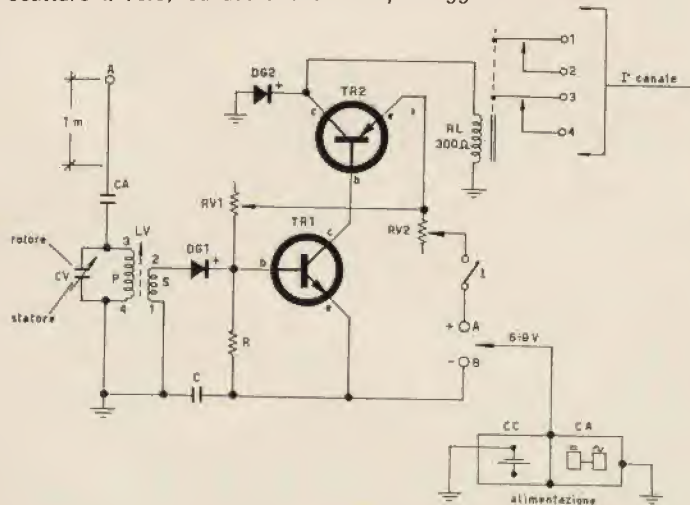 A
1 m
CA
rotore
CV
statore
3
P
4
LV
2
S
1
DG1
+
RV1
b
TR1
c
e
R
C
DG2
+
TR2
c
e
b
RV2
RL
300Ω
1
2
3
4
I° canale
I
+ A
- B
6÷9V
CC
CA
alimentazione